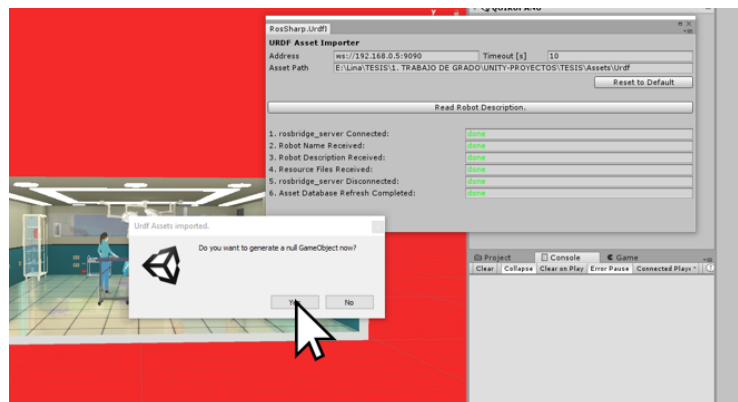 RosSharp.Urdf)
URDF Asset Importer
Address ws://192.168.0.5:9090 Timeout [s] 10
Asset Path E:\Lina\TESIS\1. TRABAJO DE GRADO\UNITY-PROYECTOS\TESIS\Assets\Urdf
Reset to Default
Read Robot Description.
1. rosbridge_server Connected: done
2. Robot Name Received: done
3. Robot Description Received: done
4. Resource Files Received: done
5. rosbridge_server Disconnected: done
6. Asset Database Refresh Completed: done
Urdf Assets imported.
Do you want to generate a null GameObject now?
No
Project Console Game
Clear Collapse Clear on Play Error Pause Connected Playe